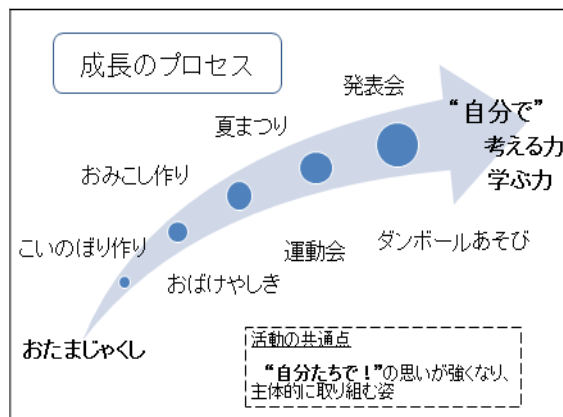 成長のプロセス
発表会
夏まつり
“自分で”
考える力
学ぶ力
おみこし作り
こいのぼり作り
運動会
ダンボールあそび
おばけやしき
おたまじゃくし
活動の共通点
“自分たちで！”の思いが強くなり、
主体的に取り組む姿